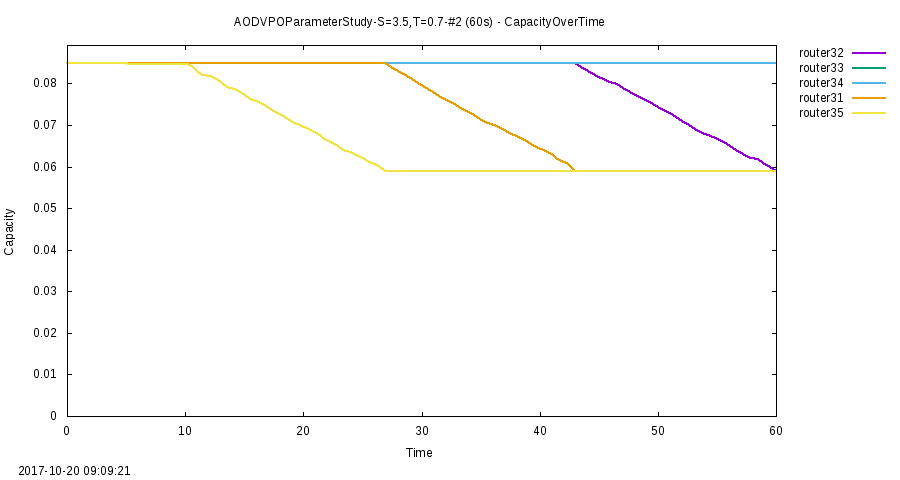 AODVPOParameterStudy-S=3.5,T=0.7-#2 (60s) - CapacityOverTime
router32
router33
router34
router31
router35
0.08
0.07
0.06
0.05
0.04
0.03
0.02
0.01
0
Capacity
0 10 20 30 40 50 60
Time
2017-10-20 09:09:21